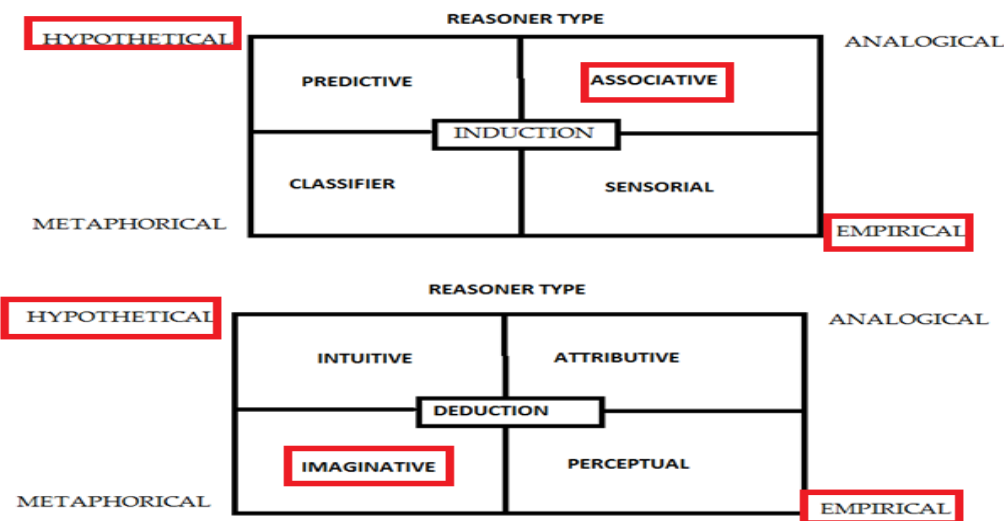 REASONER TYPE
HYPOTHETICAL
ANALOGICAL
PREDICTIVE
ASSOCIATIVE
INDUCTION
CLASSIFIER
SENSORIAL
METAPHORICAL
EMPIRICAL
REASONER TYPE
HYPOTHETICAL
ANALOGICAL
INTUITIVE
ATTRIBUTIVE
DEDUCTION
IMAGINATIVE
PERCEPTUAL
METAPHORICAL
EMPIRICAL